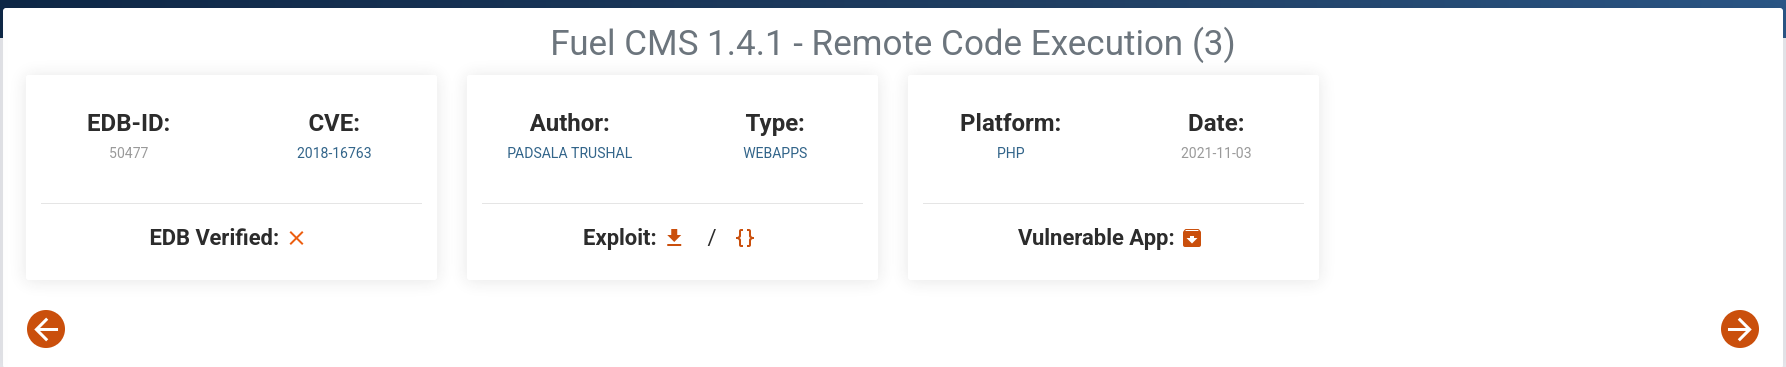 Fuel CMS 1.4.1 - Remote Code Execution (3)
EDB-ID: CVE: Author: Type: Platform: Date:
50477 2018-16763 PADSALA TRUSHAL WEBAPPS PHP 2021-11-03
EDB Verified: Exploit: / {} Vulnerable App: